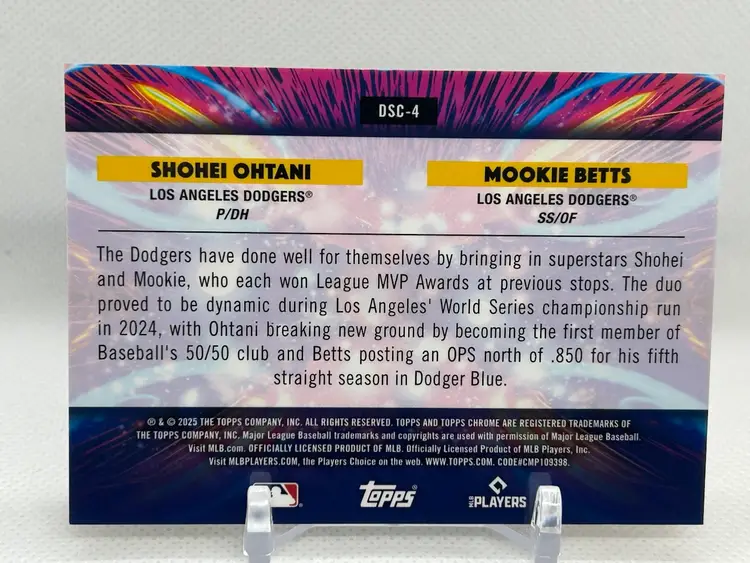 DSC-4
SHOHEI OHTANI
LOS ANGELES DODGERS®
P/DH
MOOKIE BETTS
LOS ANGELES DODGERS®
SS/OF
The Dodgers have done well for themselves by bringing in superstars Shohei
and Mookie, who each won League MVP Awards at previous stops. The duo
proved to be dynamic during Los Angeles' World Series championship run
in 2024, with Ohtani breaking new ground by becoming the first member of
Baseball's 50/50 club and Betts posting an OPS north of .850 for his fifth
straight season in Dodger Blue.
® & © 2025 THE TOPPS COMPANY, INC. ALL RIGHTS RESERVED. TOPPS AND TOPPS CHROME ARE REGISTERED TRADEMARKS OF
THE TOPPS COMPANY, INC. Major League Baseball trademarks and copyrights are used with permission of Major League Baseball.
Visit MLB.com. OFFICIALLY LICENSED PRODUCT OF MLB. Officially Licensed Product of MLB Players, Inc.
Visit MLBPLAYERS.COM, the Players Choice on the web. WWW.TOPPS.COM. CODE#CMP109398.
® topps® MLB PLAYERS